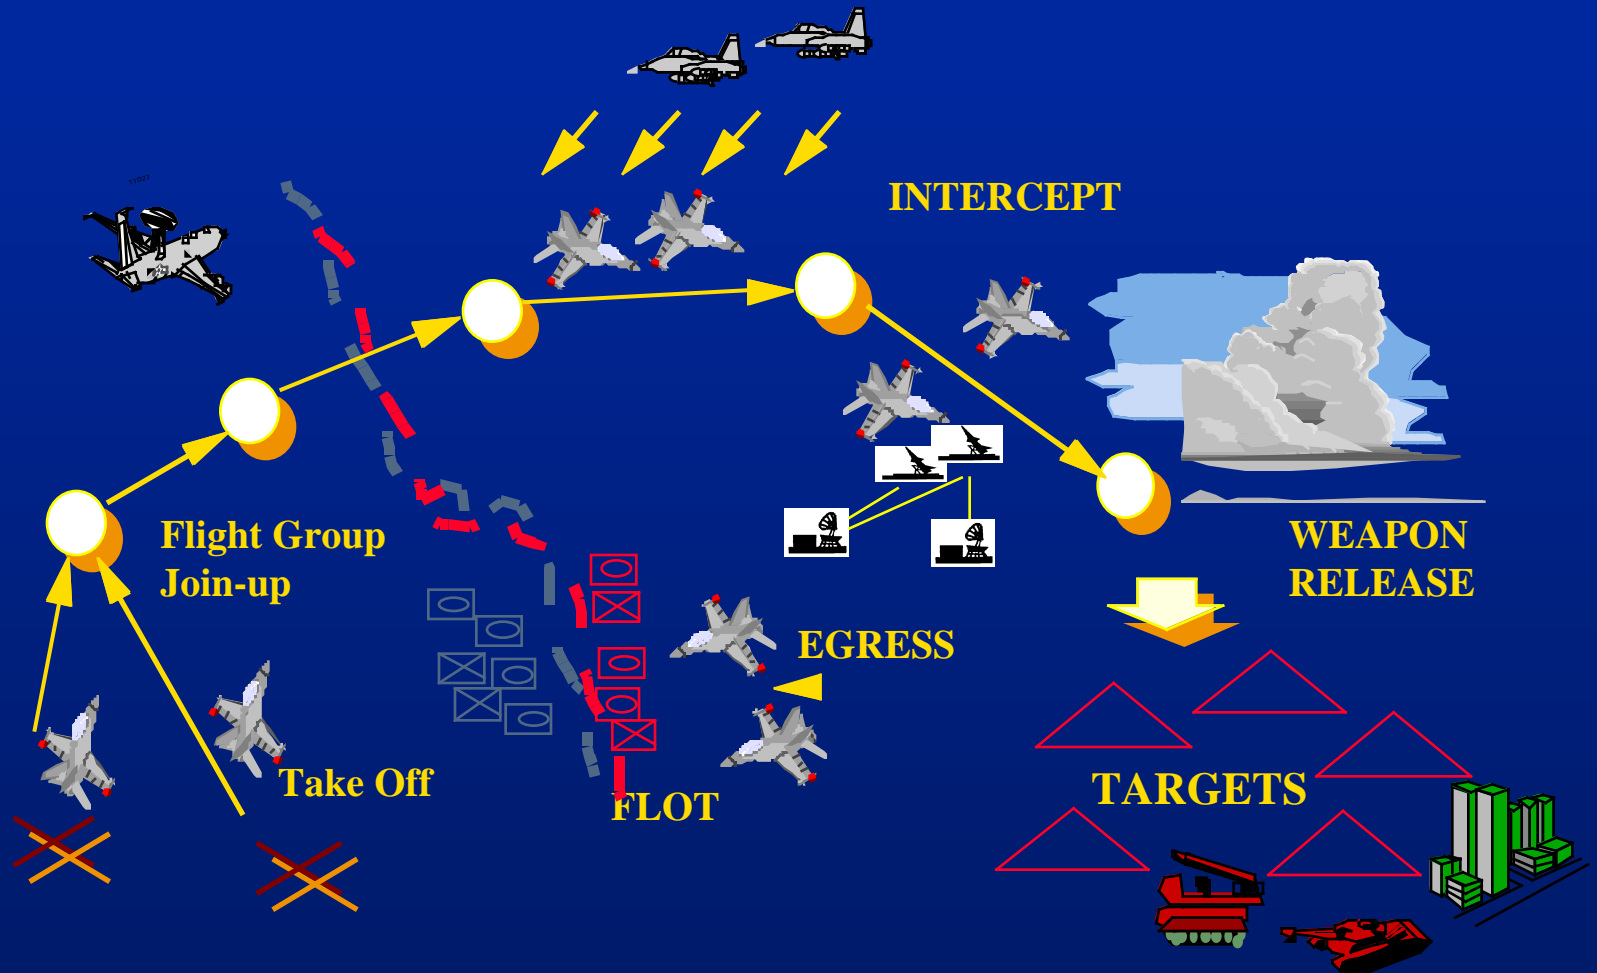 INTERCEPT
Flight Group
Join-up
WEAPON
RELEASE
EGRESS
Take Off
TARGETS
FLOT